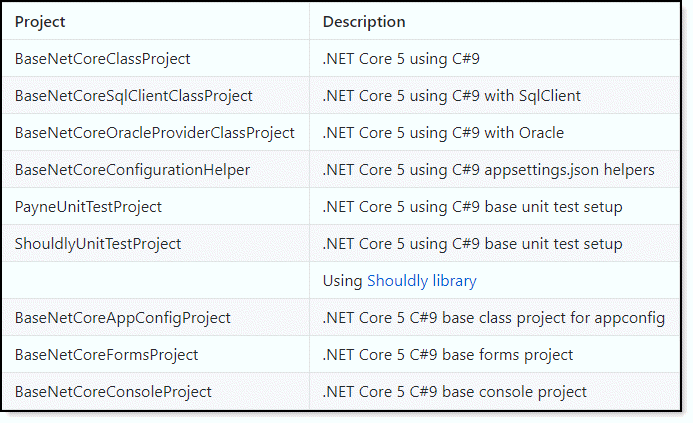 Project Description
BaseNetCoreClassProject .NET Core 5 using C#9
BaseNetCoreSqlClientClassProject .NET Core 5 using C#9 with SqlClient
BaseNetCoreOracleProviderClassProject .NET Core 5 using C#9 with Oracle
BaseNetCoreConfigurationHelper .NET Core 5 using C#9 appsettings.json helpers
PayneUnitTestProject .NET Core 5 using C#9 base unit test setup
ShouldlyUnitTestProject .NET Core 5 using C#9 base unit test setup
Using Shouldly library
BaseNetCoreAppConfigProject .NET Core 5 C#9 base class project for appconfig
BaseNetCoreFormsProject .NET Core 5 C#9 base forms project
BaseNetCoreConsoleProject .NET Core 5 C#9 base console project